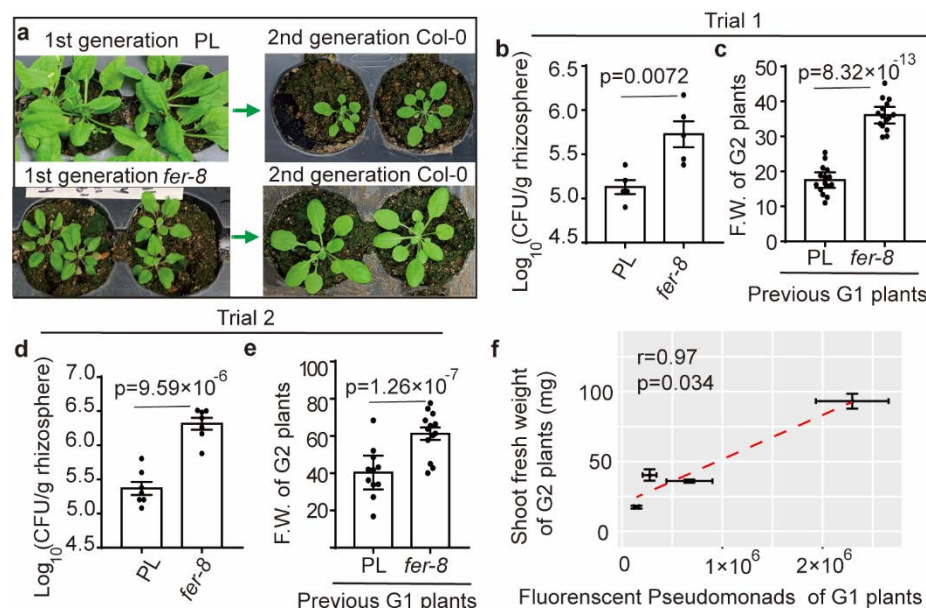 Trial 1
a
1st generation PL
2nd generation Col-0
1st generation fer-8
2nd generation Col-0
b
p=0.0072
Log10(CFU/g rhizosphere)
6.5
6.0
5.5
5.0
4.5
PL
fer-8
c
p=8.32×10-13
F.W. of G2 plants
50
40
30
20
10
0
PL
fer-8
Previous G1 plants
Trial 2
d
p=9.59×10-6
Log10(CFU/g rhizosphere)
7.0
6.5
6.0
5.5
5.0
4.5
PL
fer-8
e
p=1.26×10-7
F.W. of G2 plants
100
80
60
40
20
0
PL
fer-8
Previous G1 plants
f
r=0.97
p=0.034
Shoot fresh weight
of G2 plants (mg)
100
50
0
0
1×106
2×106
Fluorenscent Pseudomonads of G1 plants